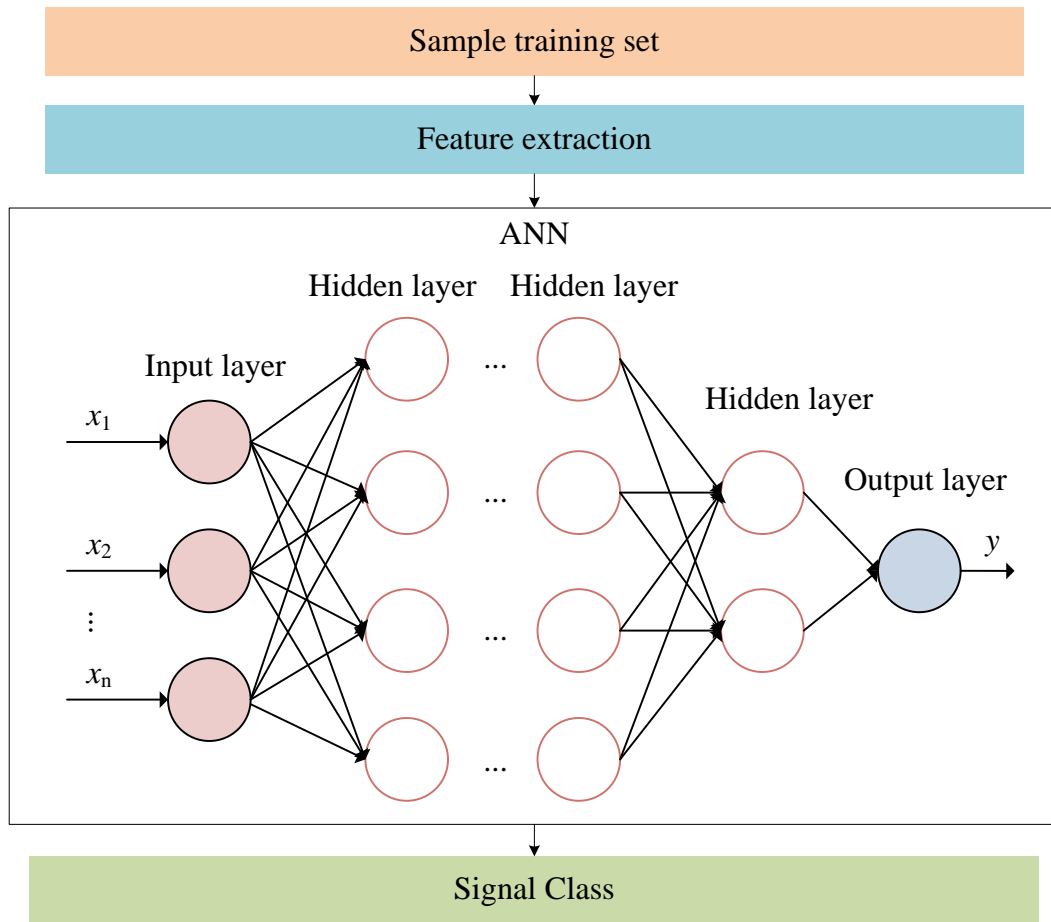 Sample training set
Feature extraction
ANN
Hidden layer Hidden layer
Input layer
...
Hidden layer
x1
...
Output layer
x2
y
⋮
...
xn
...
Signal Class